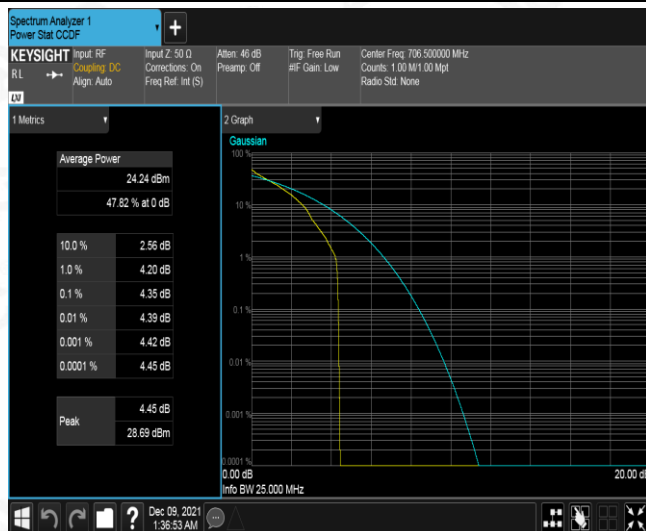 Spectrum Analyzer 1
Power Stat CCDF
+
KEYSIGHT
RL
LXI
Input: RF
Coupling: DC
Align: Auto
Input Z: 50 Ω
Corrections: On
Freq Ref: Int (S)
Atten: 46 dB
Preamp: Off
Trig: Free Run
#IF Gain: Low
Center Freq: 706.500000 MHz
Counts: 1.00 M/1.00 Mpt
Radio Std: None
1 Metrics
Average Power
24.24 dBm
47.82 % at 0 dB
10.0 % 2.56 dB
1.0 % 4.20 dB
0.1 % 4.35 dB
0.01 % 4.39 dB
0.001 % 4.42 dB
0.0001 % 4.45 dB
Peak
4.45 dB
28.69 dBm
2 Graph
Gaussian
100 %
10 %
1 %
0.1 %
0.01 %
0.001 %
0.0001 %
0.00 dB
20.00 dB
Info BW 25.000 MHz
?
Dec 09, 2021
1:36:53 AM